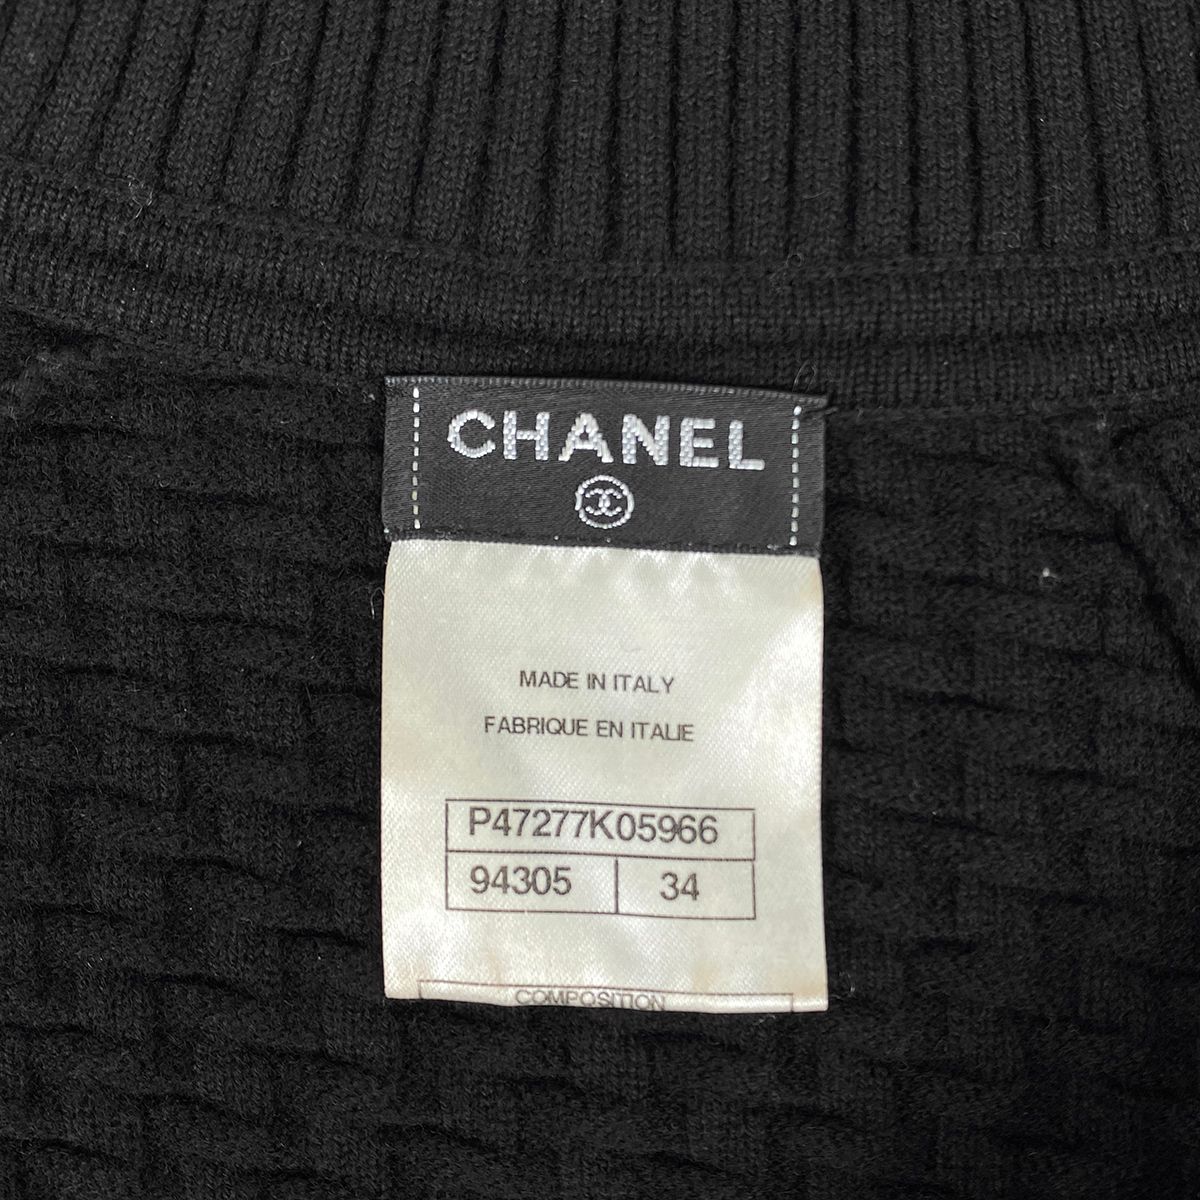 CHANEL
MADE IN ITALY
FABRIQUE EN ITALIE
P47277K05966
94305 34
COMPOSITION